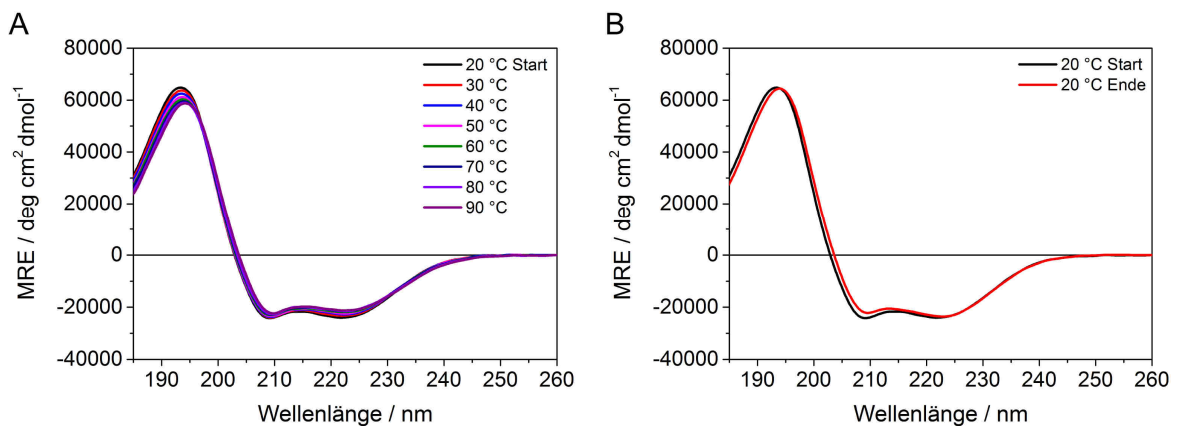 A
MRE / deg cm² dmol⁻¹
80000
60000
40000
20000
0
-20000
-40000
190 200 210 220 230 240 250 260
Wellenlänge / nm
20 °C Start
30 °C
40 °C
50 °C
60 °C
70 °C
80 °C
90 °C
B
MRE / deg cm² dmol⁻¹
80000
60000
40000
20000
0
-20000
-40000
190 200 210 220 230 240 250 260
Wellenlänge / nm
20 °C Start
20 °C Ende